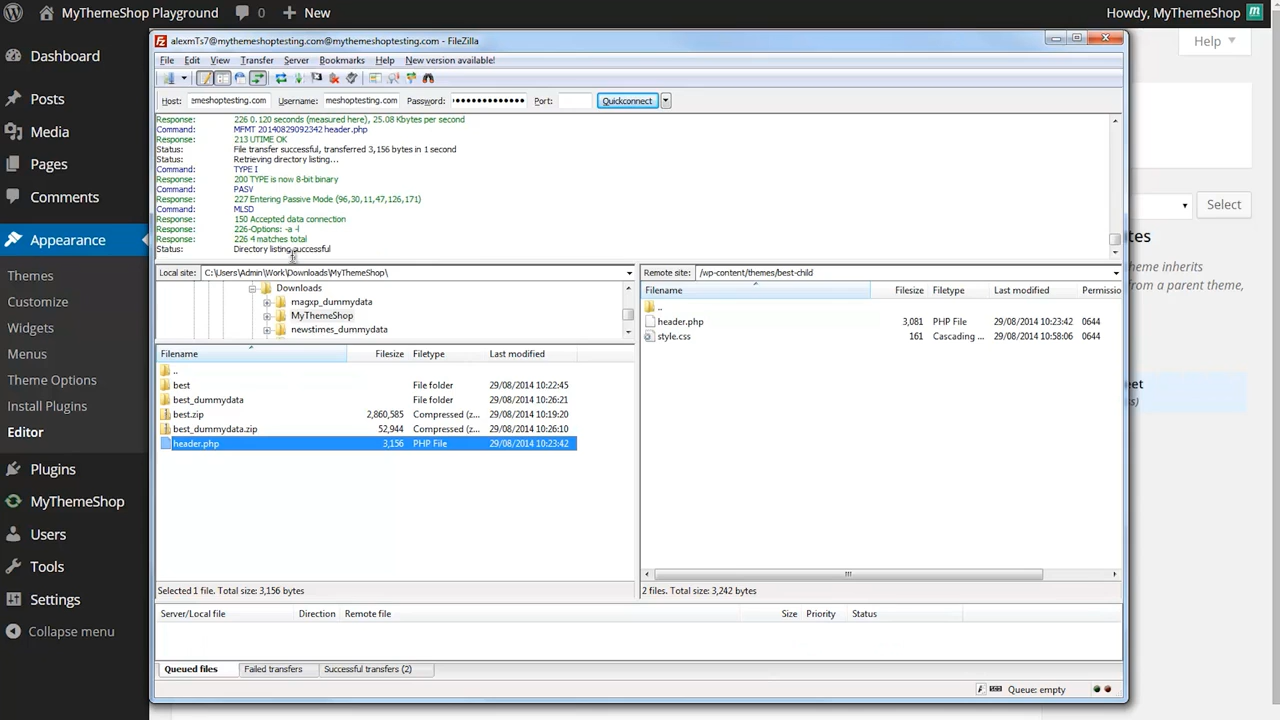 MyThemeShop Playground 0 New Howdy, MyThemeShop
Help
Dashboard
Posts
Media
Pages
Comments
Appearance
Themes
Customize
Widgets
Menus
Theme Options
Install Plugins
Editor
Plugins
MyThemeShop
Users
Tools
Settings
Collapse menu
alexmTs7@mythemeshoptesting.com@mythemeshoptesting.com - FileZilla
File Edit View Transfer Server Bookmarks Help New version available!
Host: emeshoptesting.com Username: meshoptesting.com Password: ●●●●●●●●●●●●●● Port: Quickconnect
Response: 226 0.120 seconds (measured here), 25.08 Kbytes per second
Command: MFMT 20140829092342 header.php
Response: 213 UTIME OK
Status: File transfer successful, transferred 3,156 bytes in 1 second
Status: Retrieving directory listing...
Command: TYPE I
Response: 200 TYPE is now 8-bit binary
Command: PASV
Response: 227 Entering Passive Mode (96,30,11,47,126,171)
Command: MLSD
Response: 150 Accepted data connection
Response: 226-Options: -a -l
Response: 226 4 matches total
Status: Directory listing successful
Local site: C:\Users\Admin\Work\Downloads\MyThemeShop\
Downloads
magxp_dummydata
MyThemeShop
newstimes_dummydata
Filename Filesize Filetype Last modified
..
best File folder 29/08/2014 10:22:45
best_dummydata File folder 29/08/2014 10:26:21
best.zip 2,860,585 Compressed (z... 29/08/2014 10:19:20
best_dummydata.zip 52,944 Compressed (z... 29/08/2014 10:26:10
header.php 3,156 PHP File 29/08/2014 10:23:42
Selected 1 file. Total size: 3,156 bytes
Remote site: /wp-content/themes/best-child
Filename Filesize Filetype Last modified Permissio
..
header.php 3,081 PHP File 29/08/2014 10:23:42 0644
style.css 161 Cascading ... 29/08/2014 10:58:06 0644
2 files. Total size: 3,242 bytes
Server/Local file Direction Remote file Size Priority Status
Queued files Failed transfers Successful transfers (2)
Queue: empty
Select
tes
me inherits
a parent theme,
eet
s)